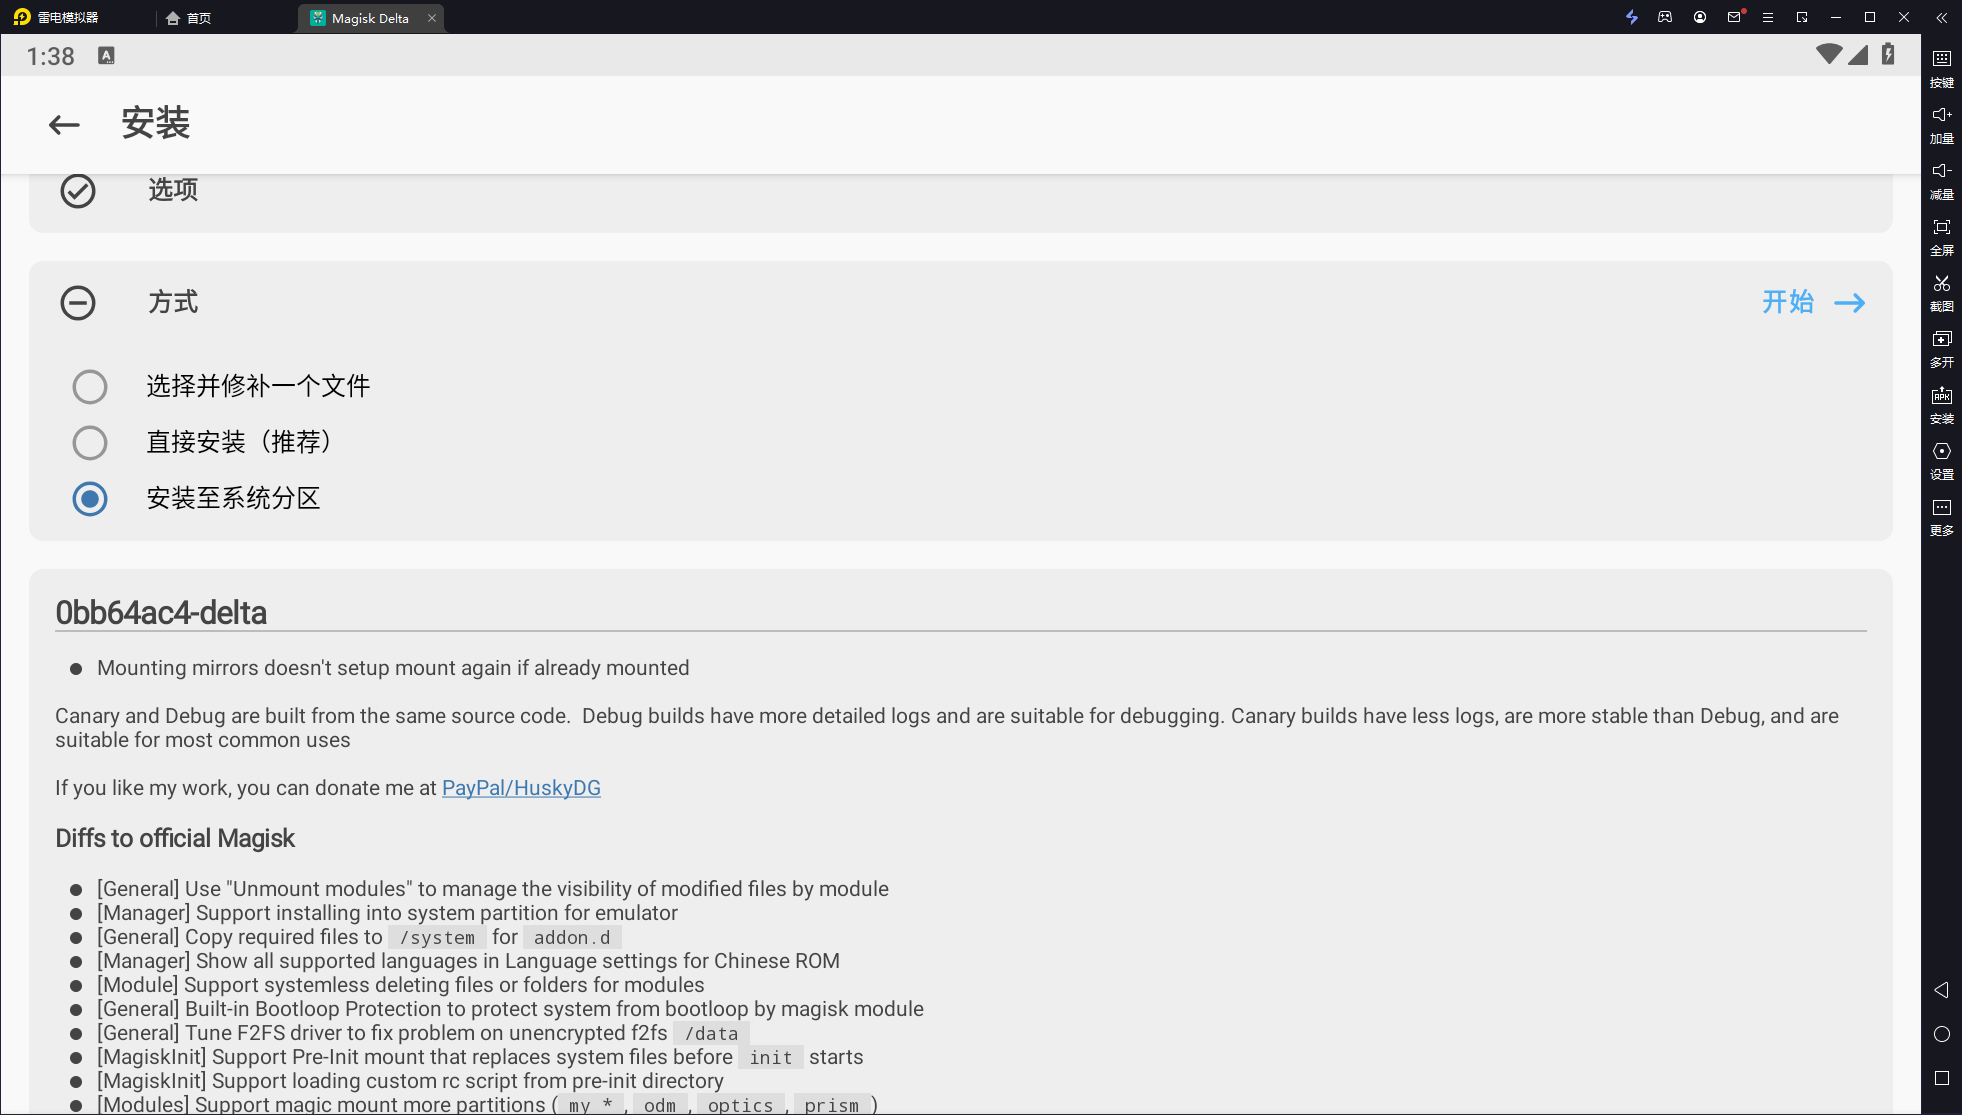 雷电模拟器
首页
Magisk Delta
1:38
A
安装
选项
方式
开始
选择并修补一个文件
直接安装（推荐）
安装至系统分区
0bb64ac4-delta
Mounting mirrors doesn't setup mount again if already mounted
Canary and Debug are built from the same source code.  Debug builds have more detailed logs and are suitable for debugging. Canary builds have less logs, are more stable than Debug, and are
suitable for most common uses
If you like my work, you can donate me at PayPal/HuskyDG
Diffs to official Magisk
[General] Use "Unmount modules" to manage the visibility of modified files by module
[Manager] Support installing into system partition for emulator
[General] Copy required files to /system for addon.d
[Manager] Show all supported languages in Language settings for Chinese ROM
[Module] Support systemless deleting files or folders for modules
[General] Built-in Bootloop Protection to protect system from bootloop by magisk module
[General] Tune F2FS driver to fix problem on unencrypted f2fs /data
[MagiskInit] Support Pre-Init mount that replaces system files before init starts
[MagiskInit] Support loading custom rc script from pre-init directory
[Modules] Support magic mount more partitions ( my_* , odm , optics , prism )
按键
加量
减量
全屏
截图
多开
APK
安装
设置
更多